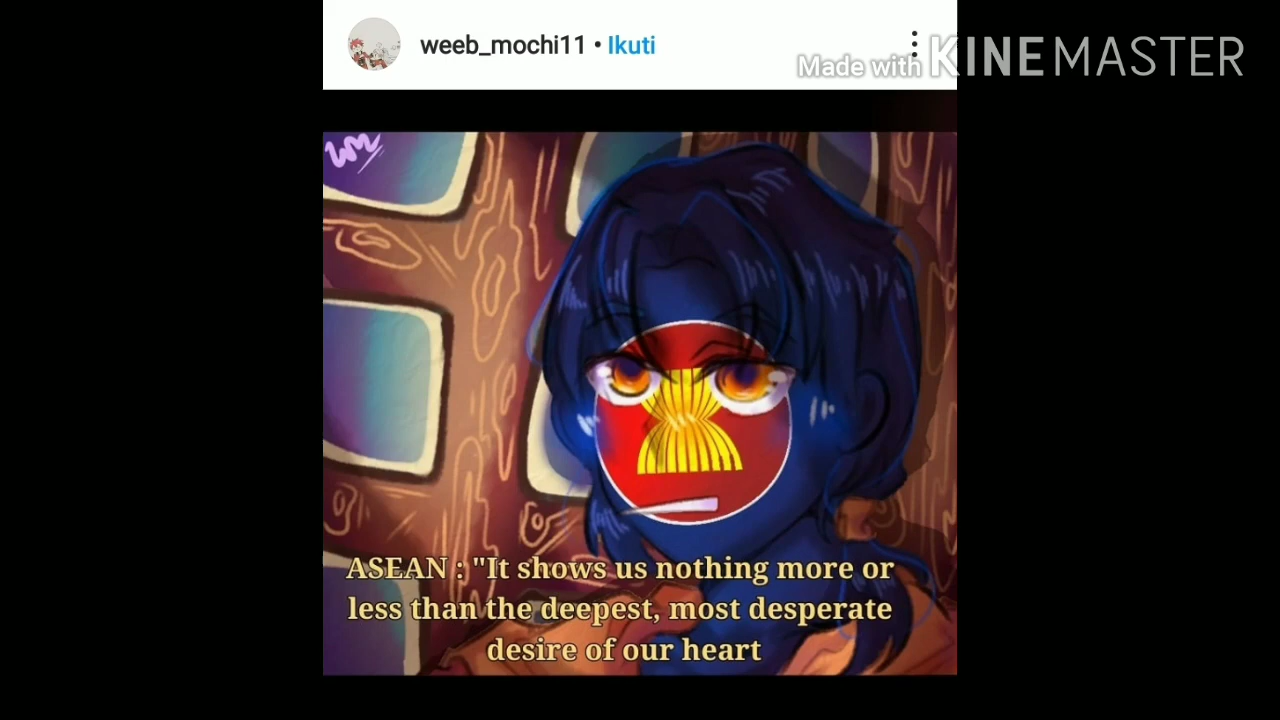 weeb_mochi11 • Ikuti
Made with KINEMASTER
ASEAN : "It shows us nothing more or
less than the deepest, most desperate
desire of our heart